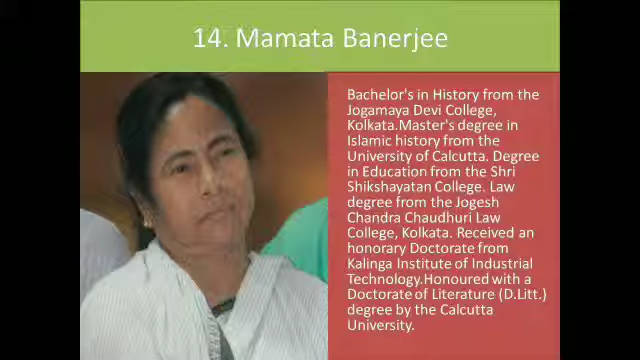 14. Mamata Banerjee
Bachelor's in History from the
Jogamaya Devi College,
Kolkata.Master's degree in
Islamic history from the
University of Calcutta. Degree
in Education from the Shri
Shikshayatan College. Law
degree from the Jogesh
Chandra Chaudhuri Law
College, Kolkata. Received an
honorary Doctorate from
Kalinga Institute of Industrial
Technology.Honoured with a
Doctorate of Literature (D.Litt.)
degree by the Calcutta
University.